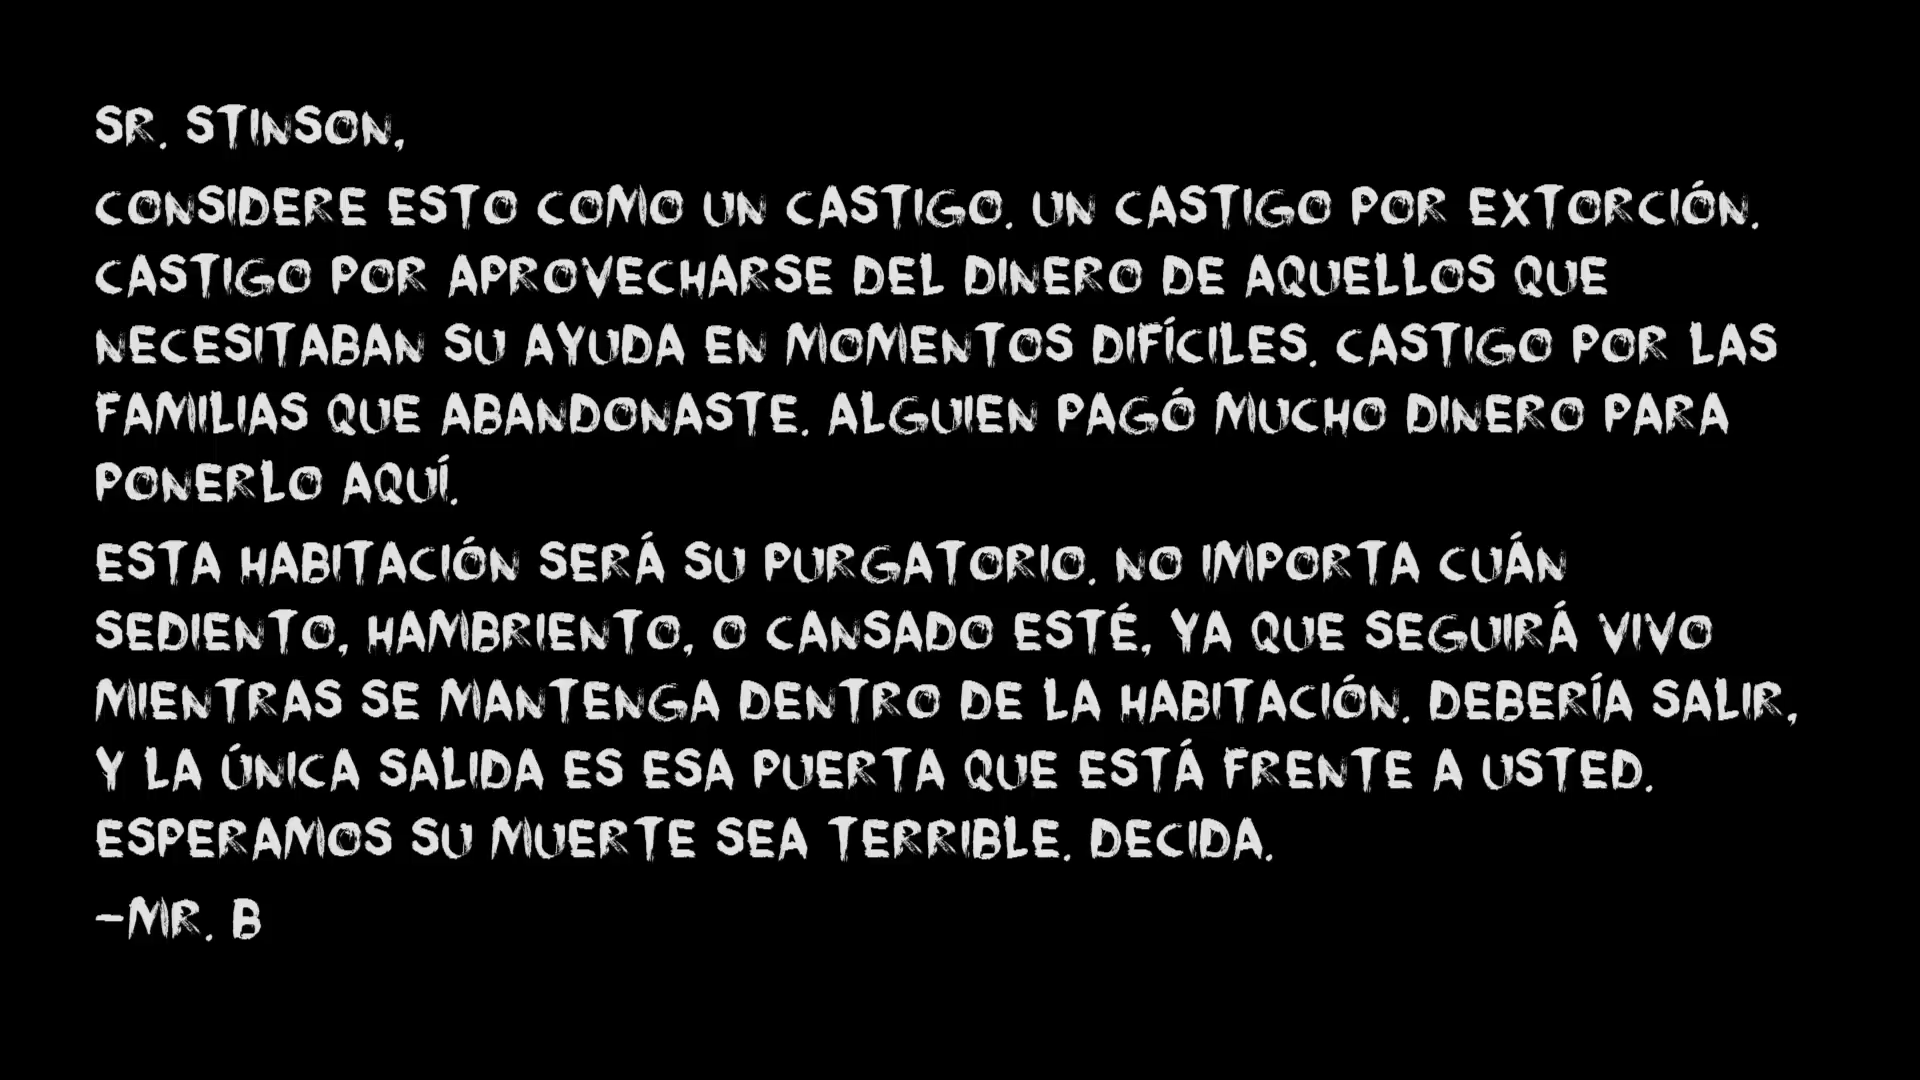 SR. STINSON,
CONSIDERE ESTO COMO UN CASTIGO. UN CASTIGO POR EXTORCIÓN.
CASTIGO POR APROVECHARSE DEL DINERO DE AQUELLOS QUE
NECESITABAN SU AYUDA EN MOMENTOS DIFÍCILES. CASTIGO POR LAS
FAMILIAS QUE ABANDONASTE. ALGUIEN PAGÓ MUCHO DINERO PARA
PONERLO AQUÍ.
ESTA HABITACIÓN SERÁ SU PURGATORIO. NO IMPORTA CUÁN
SEDIENTO, HAMBRIENTO, O CANSADO ESTÉ, YA QUE SEGUIRÁ VIVO
MIENTRAS SE MANTENGA DENTRO DE LA HABITACIÓN. DEBERÍA SALIR,
Y LA ÚNICA SALIDA ES ESA PUERTA QUE ESTÁ FRENTE A USTED.
ESPERAMOS SU MUERTE SEA TERRIBLE. DECIDA.
-MR. B